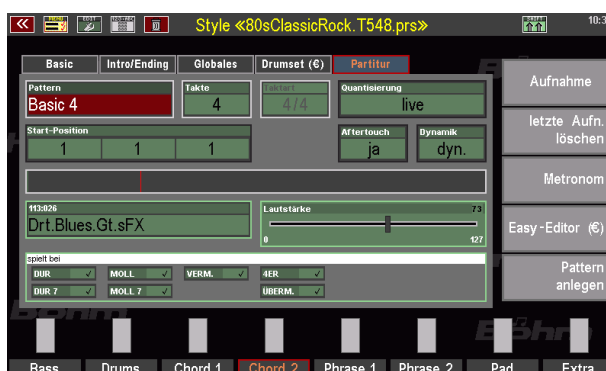 Style «80sClassicRock.T548.prs»
10:3
Basic
Intro/Ending
Globales
Drumset (€)
Partitur
Pattern
Basic 4
Takte
4
Taktart
4/4
Quantisierung
live
Start-Position
1 1 1
Aftertouch
ja
Dynamik
dyn.
113:026
Drt.Blues.Gt.sFX
Lautstärke
73
0
127
spielt bei
DUR ✓ MOLL ✓ VERM. ✓ 4ER ✓
DUR 7 ✓ MOLL 7 ✓ ÜBERM. ✓
Aufnahme
letzte Aufn.
löschen
Metronom
Easy-Editor (€)
Pattern
anlegen
Böhm
Böhm
Bass Drums Chord 1 Chord 2 Phrase 1 Phrase 2 Pad Extra